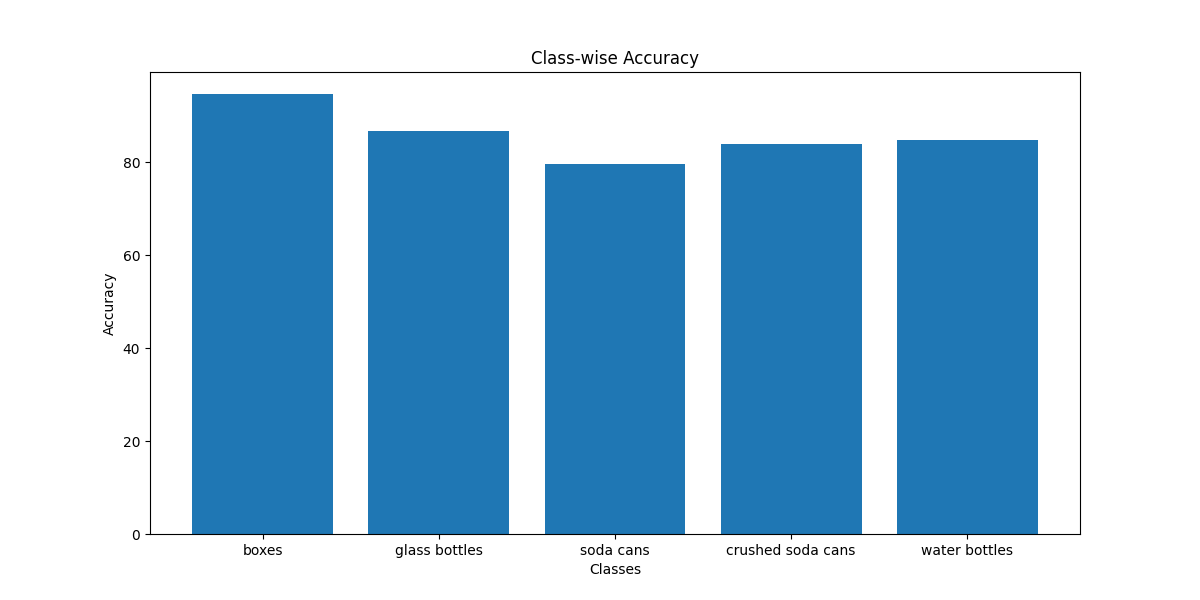 Class-wise Accuracy
Accuracy
80
60
40
20
0
boxes glass bottles soda cans crushed soda cans water bottles
Classes